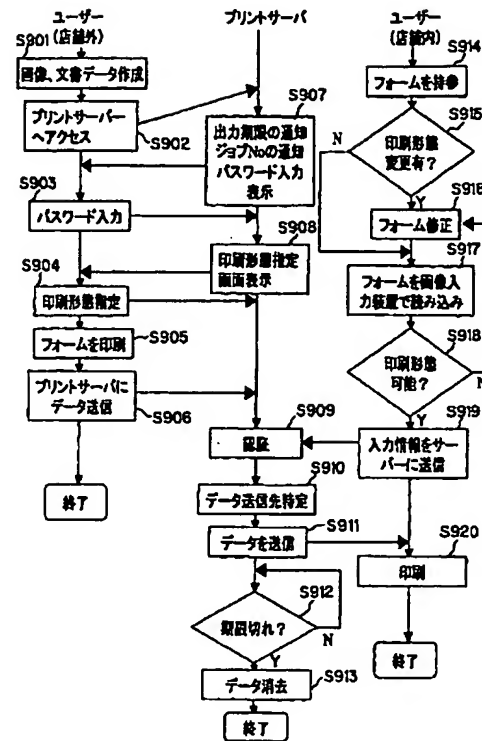 ユーザー
(店舗外)
S901
画像、文書データ作成
プリントサーバー
へアクセス
S902
S903
パスワード入力
S904
印刷形態指定
S905
フォームを印刷
プリントサーバに
データ送信
S906
終了
プリントサーバ
S907
出力期限の通知
ジョブNoの通知
パスワード入力
表示
S908
印刷形態指定
画面表示
S909
認証
S910
データ送信先特定
S911
データを送信
S912
期限切れ?
N
Y
S913
データ消去
終了
ユーザー
(店舗内)
S914
フォームを持参
S915
N
印刷形態
変更有?
Y
S916
フォーム修正
S917
フォームを画像入
力装置で読み込み
S918
印刷形態
可能?
N
Y
S919
入力情報をサー
バーに送信
S920
印刷
終了